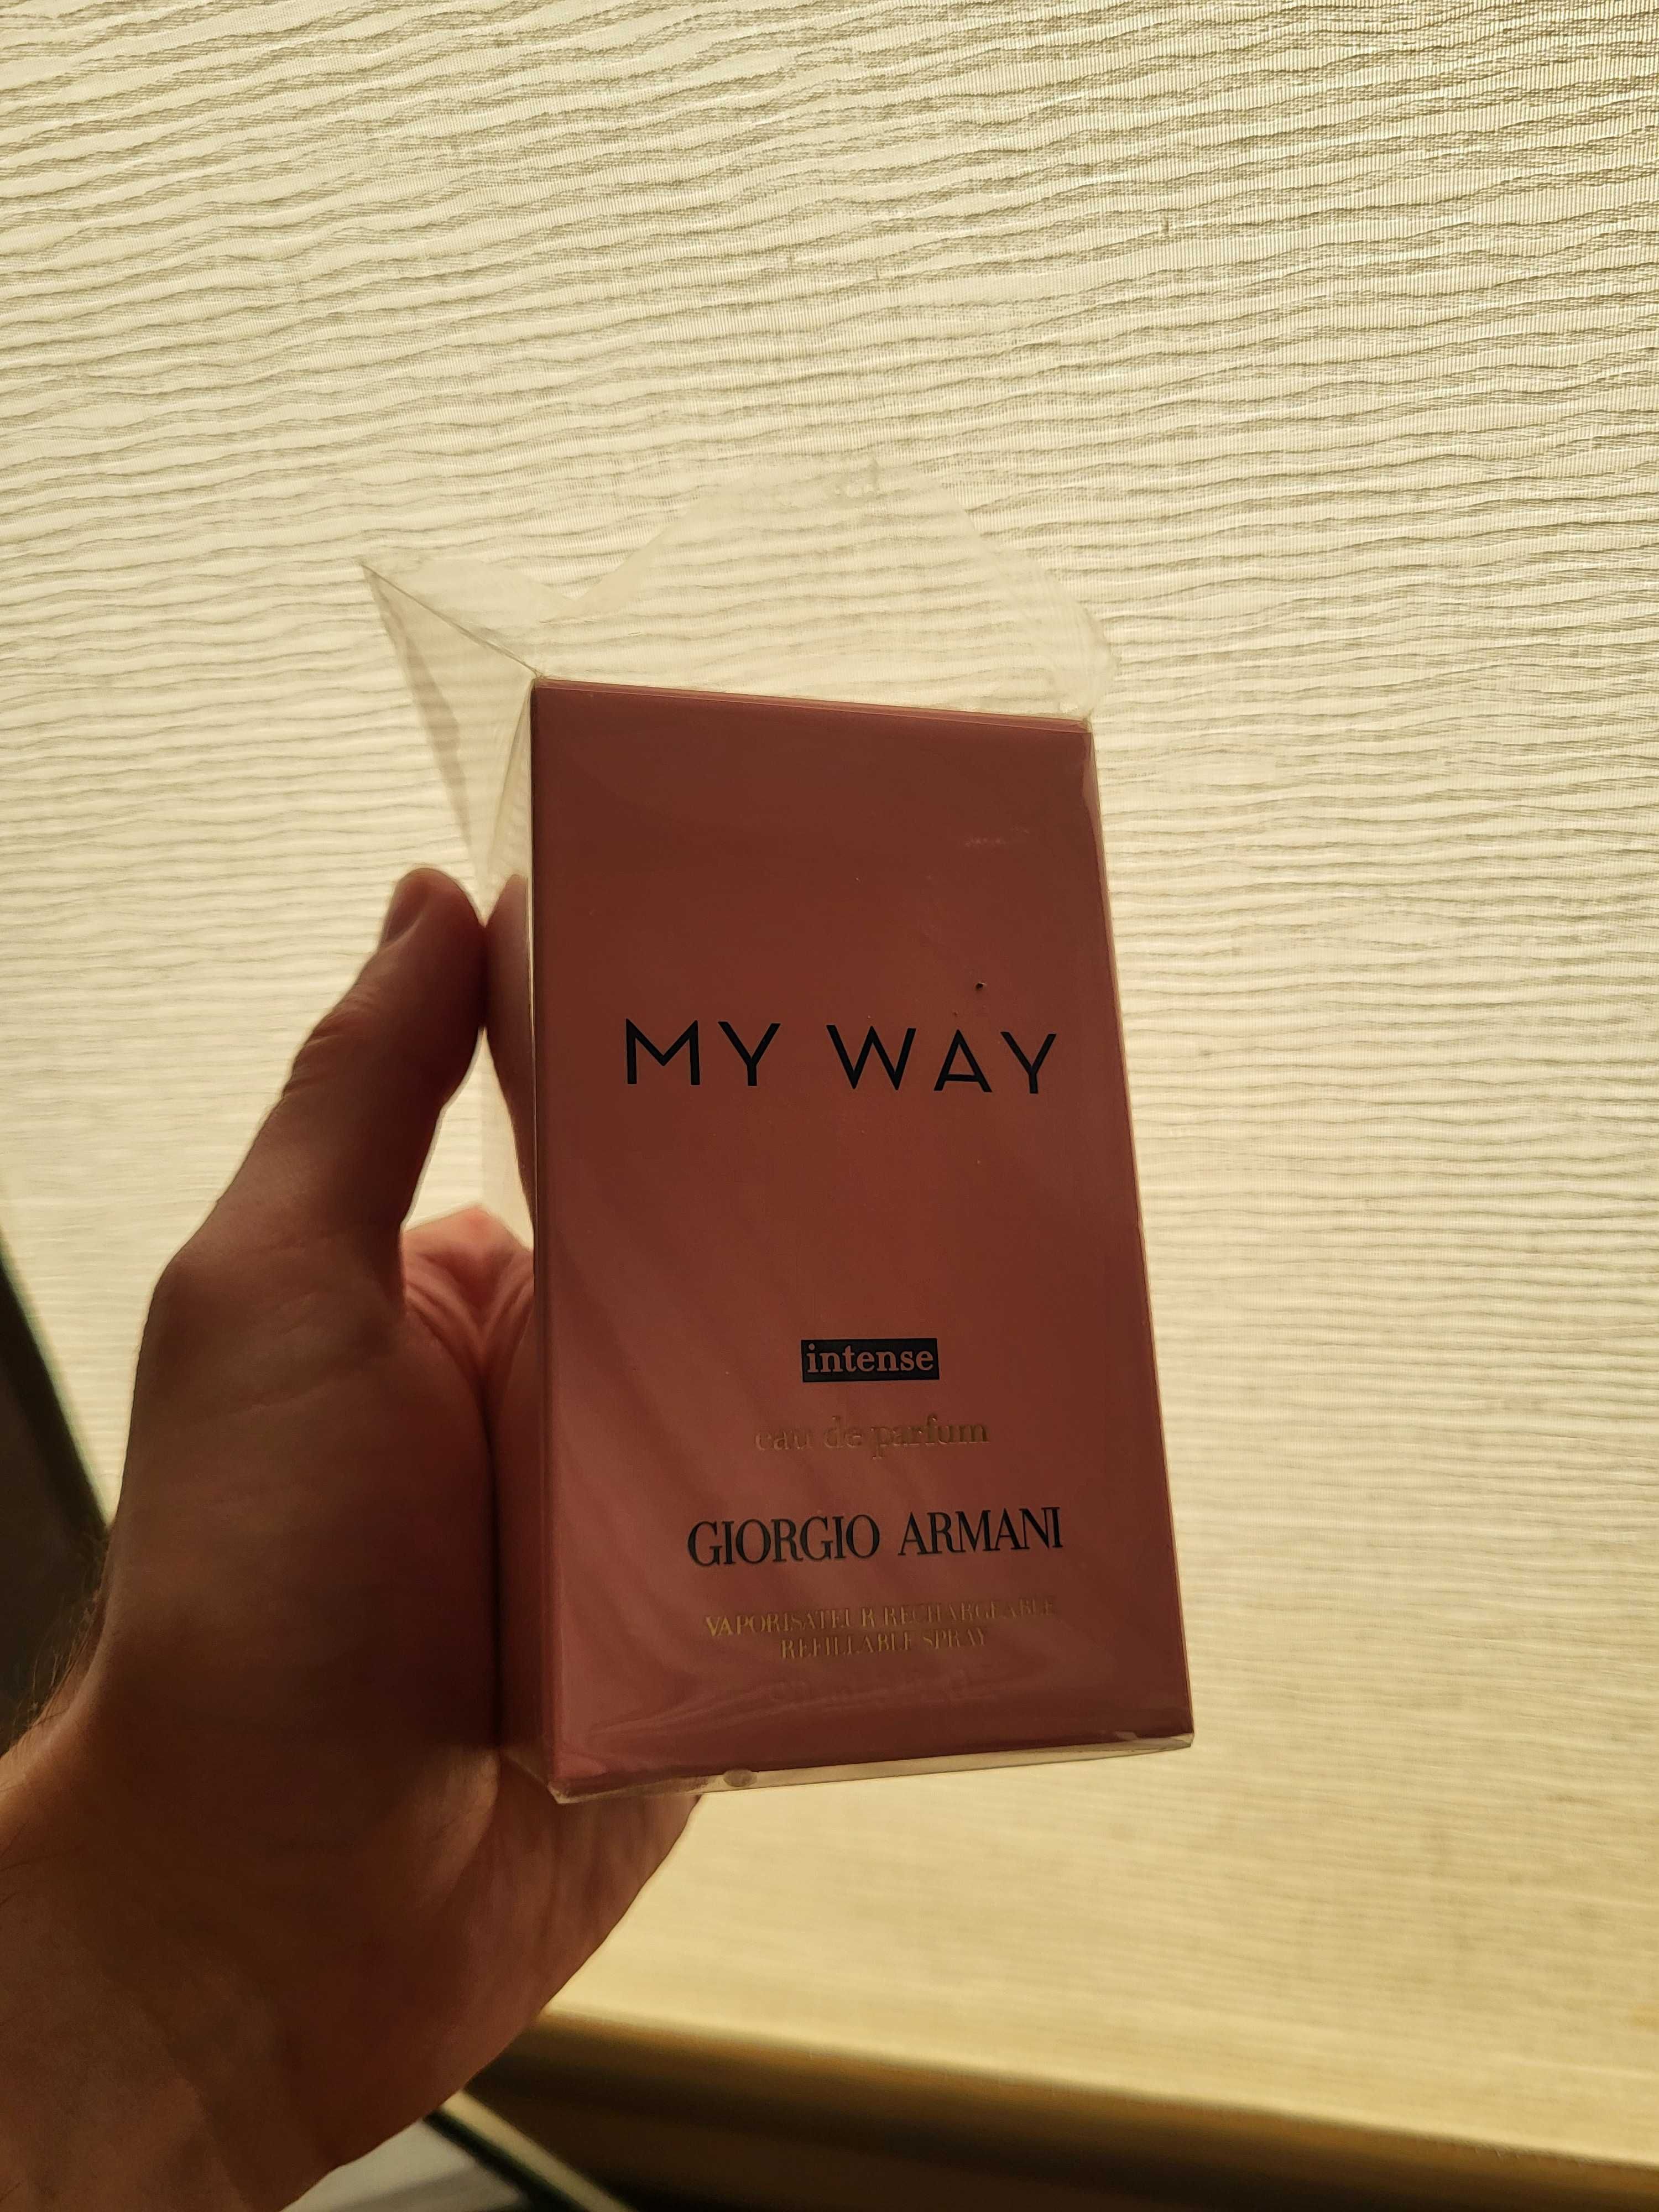 MY WAY
intense
eau de parfum
GIORGIO ARMANI
VAPORISATEUR RECHARGEABLE
REFILLABLE SPRAY